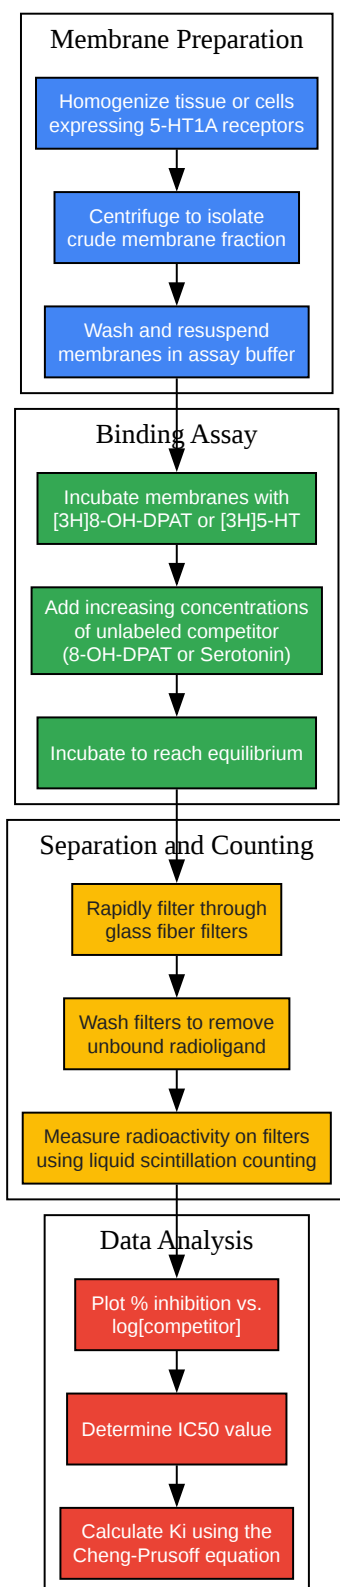 Membrane Preparation
Homogenize tissue or cells
expressing 5-HT1A receptors
Centrifuge to isolate
crude membrane fraction
Wash and resuspend
membranes in assay buffer
Binding Assay
Incubate membranes with
[3H]8-OH-DPAT or [3H]5-HT
Add increasing concentrations
of unlabeled competitor
(8-OH-DPAT or Serotonin)
Incubate to reach equilibrium
Separation and Counting
Rapidly filter through
glass fiber filters
Wash filters to remove
unbound radioligand
Measure radioactivity on filters
using liquid scintillation counting
Data Analysis
Plot % inhibition vs.
log[competitor]
Determine IC50 value
Calculate Ki using the
Cheng-Prusoff equation